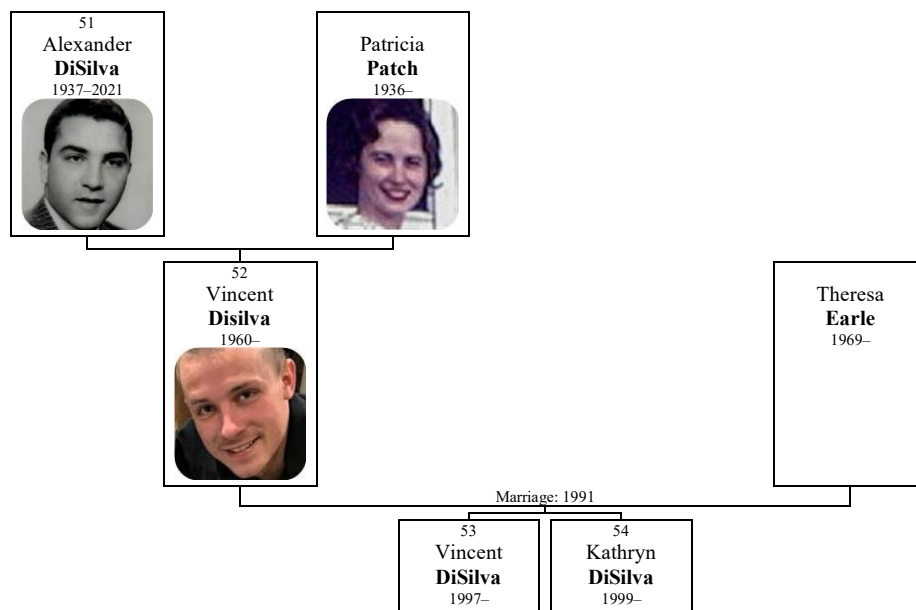 51
Alexander
DiSilva
1937–2021
Patricia
Patch
1936–
52
Vincent
Disilva
1960–
Theresa
Earle
1969–
Marriage: 1991
53
Vincent
DiSilva
1997–
54
Kathryn
DiSilva
1999–